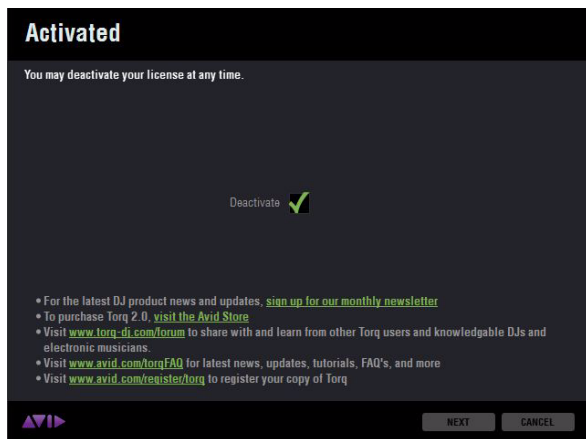 Activated
You may deactivate your license at any time.
Deactivate
• For the latest DJ product news and updates, sign up for our monthly newsletter
• To purchase Torq 2.0, visit the Avid Store
• Visit www.torq-dj.com/forum to share with and learn from other Torq users and knowledgable DJs and
electronic musicians.
• Visit www.avid.com/torqFAQ for latest news, updates, tutorials, FAQ's, and more
• Visit www.avid.com/register/torq to register your copy of Torq
AVID
NEXT
CANCEL